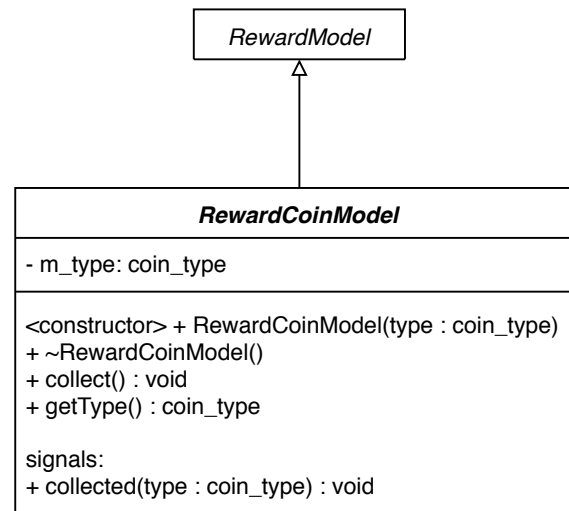 RewardModel
RewardCoinModel
- m_type: coin_type
<constructor> + RewardCoinModel(type : coin_type)
+ ~RewardCoinModel()
+ collect() : void
+ getType() : coin_type
signals:
+ collected(type : coin_type) : void